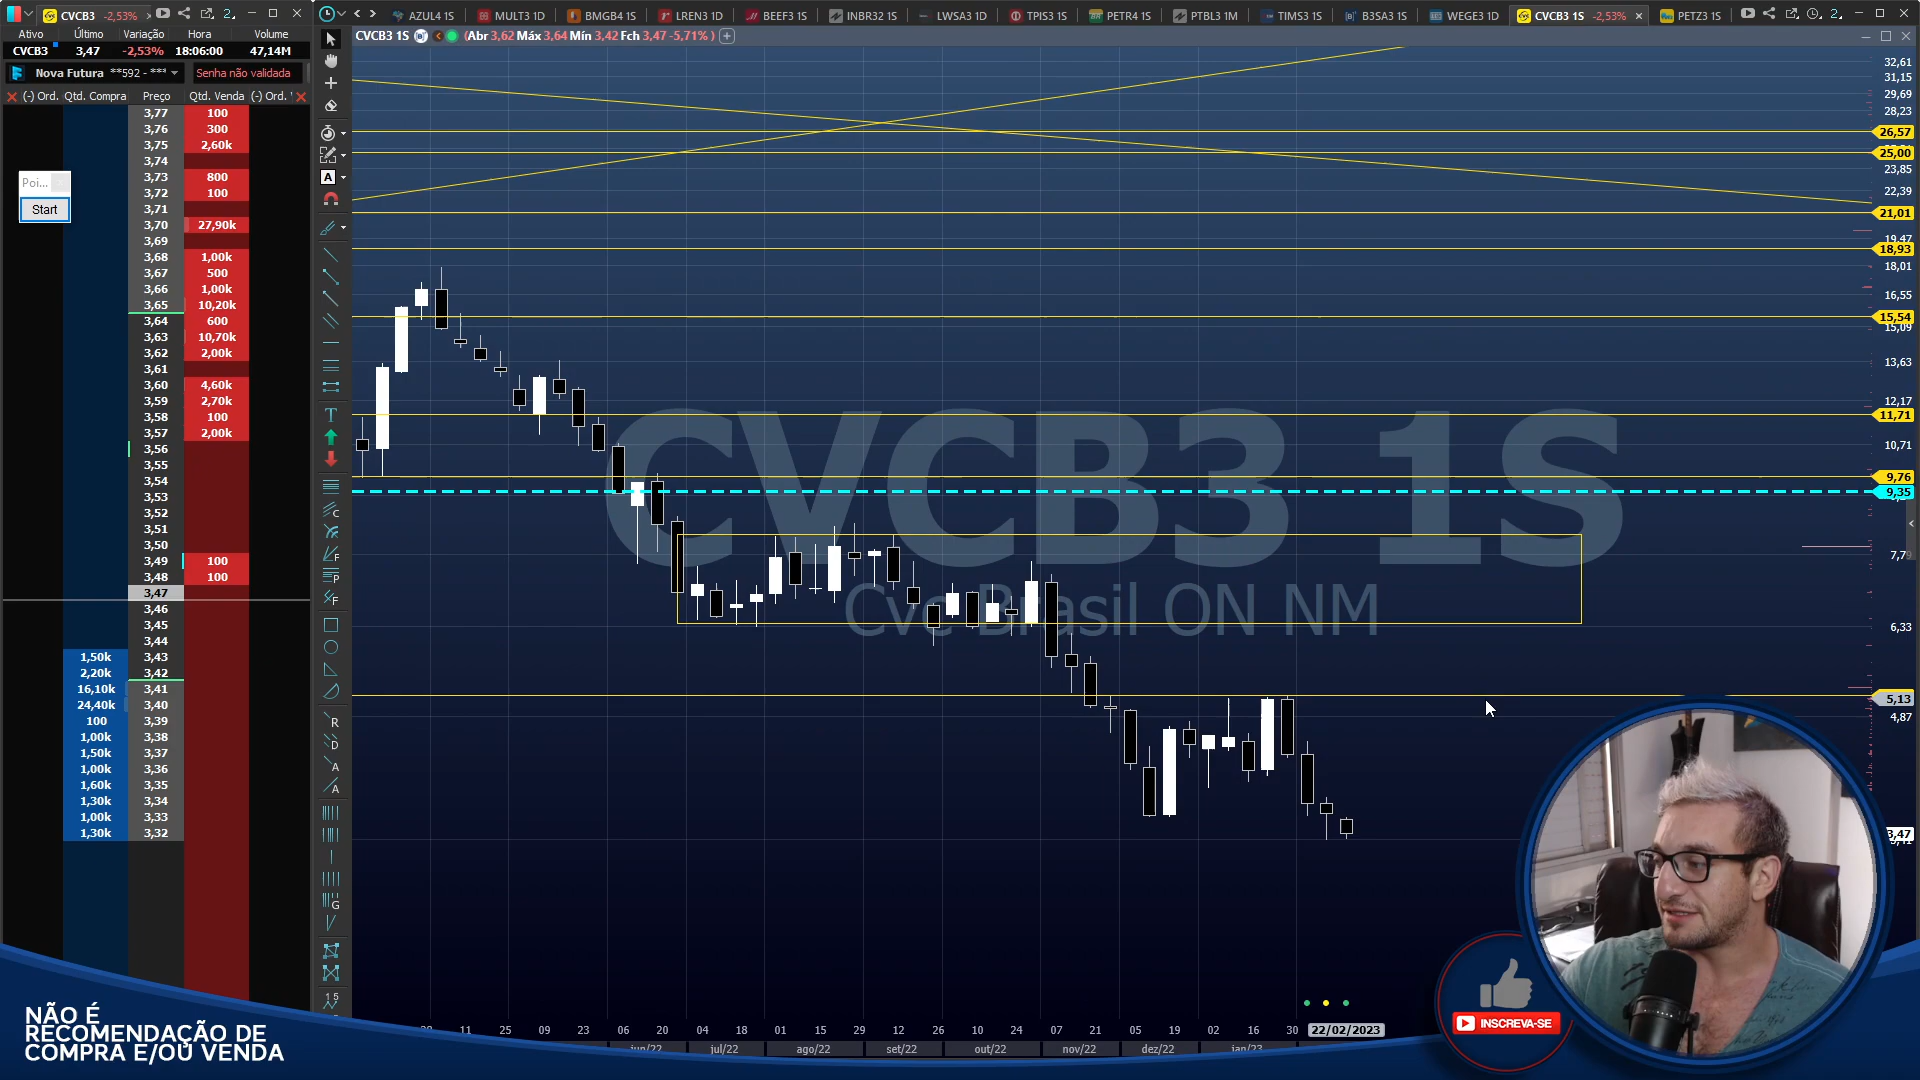 CVCB3 -2,53%
Ativo Último Variação Hora Volume
CVCB3 3,47 -2,53% 18:06:00 47,14M
Nova Futura **592 - *** Senha não validada
(-) Ord. Qtd. Compra Preço Qtd. Venda (-) Ord.
3,77 100
3,76 300
3,75 2,60k
3,74
3,73 800
3,72 100
3,71
3,70 27,90k
3,69
3,68 1,00k
3,67 500
3,66 1,00k
3,65 10,20k
3,64 600
3,63 10,70k
3,62 2,00k
3,61
3,60 4,60k
3,59 2,70k
3,58 100
3,57 2,00k
3,56
3,55
3,54
3,53
3,52
3,51
3,50
3,49 100
3,48 100
3,47
3,46
3,45
3,44
1,50k 3,43
2,20k 3,42
16,10k 3,41
24,40k 3,40
100 3,39
1,00k 3,38
1,50k 3,37
1,00k 3,36
1,60k 3,35
1,30k 3,34
1,00k 3,33
1,30k 3,32
Poi...
Start
AZUL4 1S MULT3 1D BMGB4 1S LREN3 1D BEEF3 1S INBR32 1S LWSA3 1D TPIS3 1S PETR4 1S PTBL3 1M TIMS3 1S B3SA3 1S WEGE3 1D CVCB3 1S -2,53% PETZ3 1S
CVCB3 1S (Abr 3,62 Máx 3,64 Mín 3,42 Fch 3,47 -5,71% )
32,61
31,15
29,69
28,23
26,57
25,00
23,85
22,39
21,01
19,47
18,93
18,01
16,55
15,54
15,09
13,63
12,17
11,71
10,71
9,76
9,35
6,33
5,13
4,87
3,47
CVCB3 1S
Cvc Brasil ON NM
11 25 09 23 06 20 04 18 01 15 29 12 26 10 24 07 21 05 19 02 16 30 22/02/2023
jun/22 jul/22 ago/22 set/22 out/22 nov/22 dez/22 jan/23
NÃO É
RECOMENDAÇÃO DE
COMPRA E/OU VENDA
INSCREVA-SE